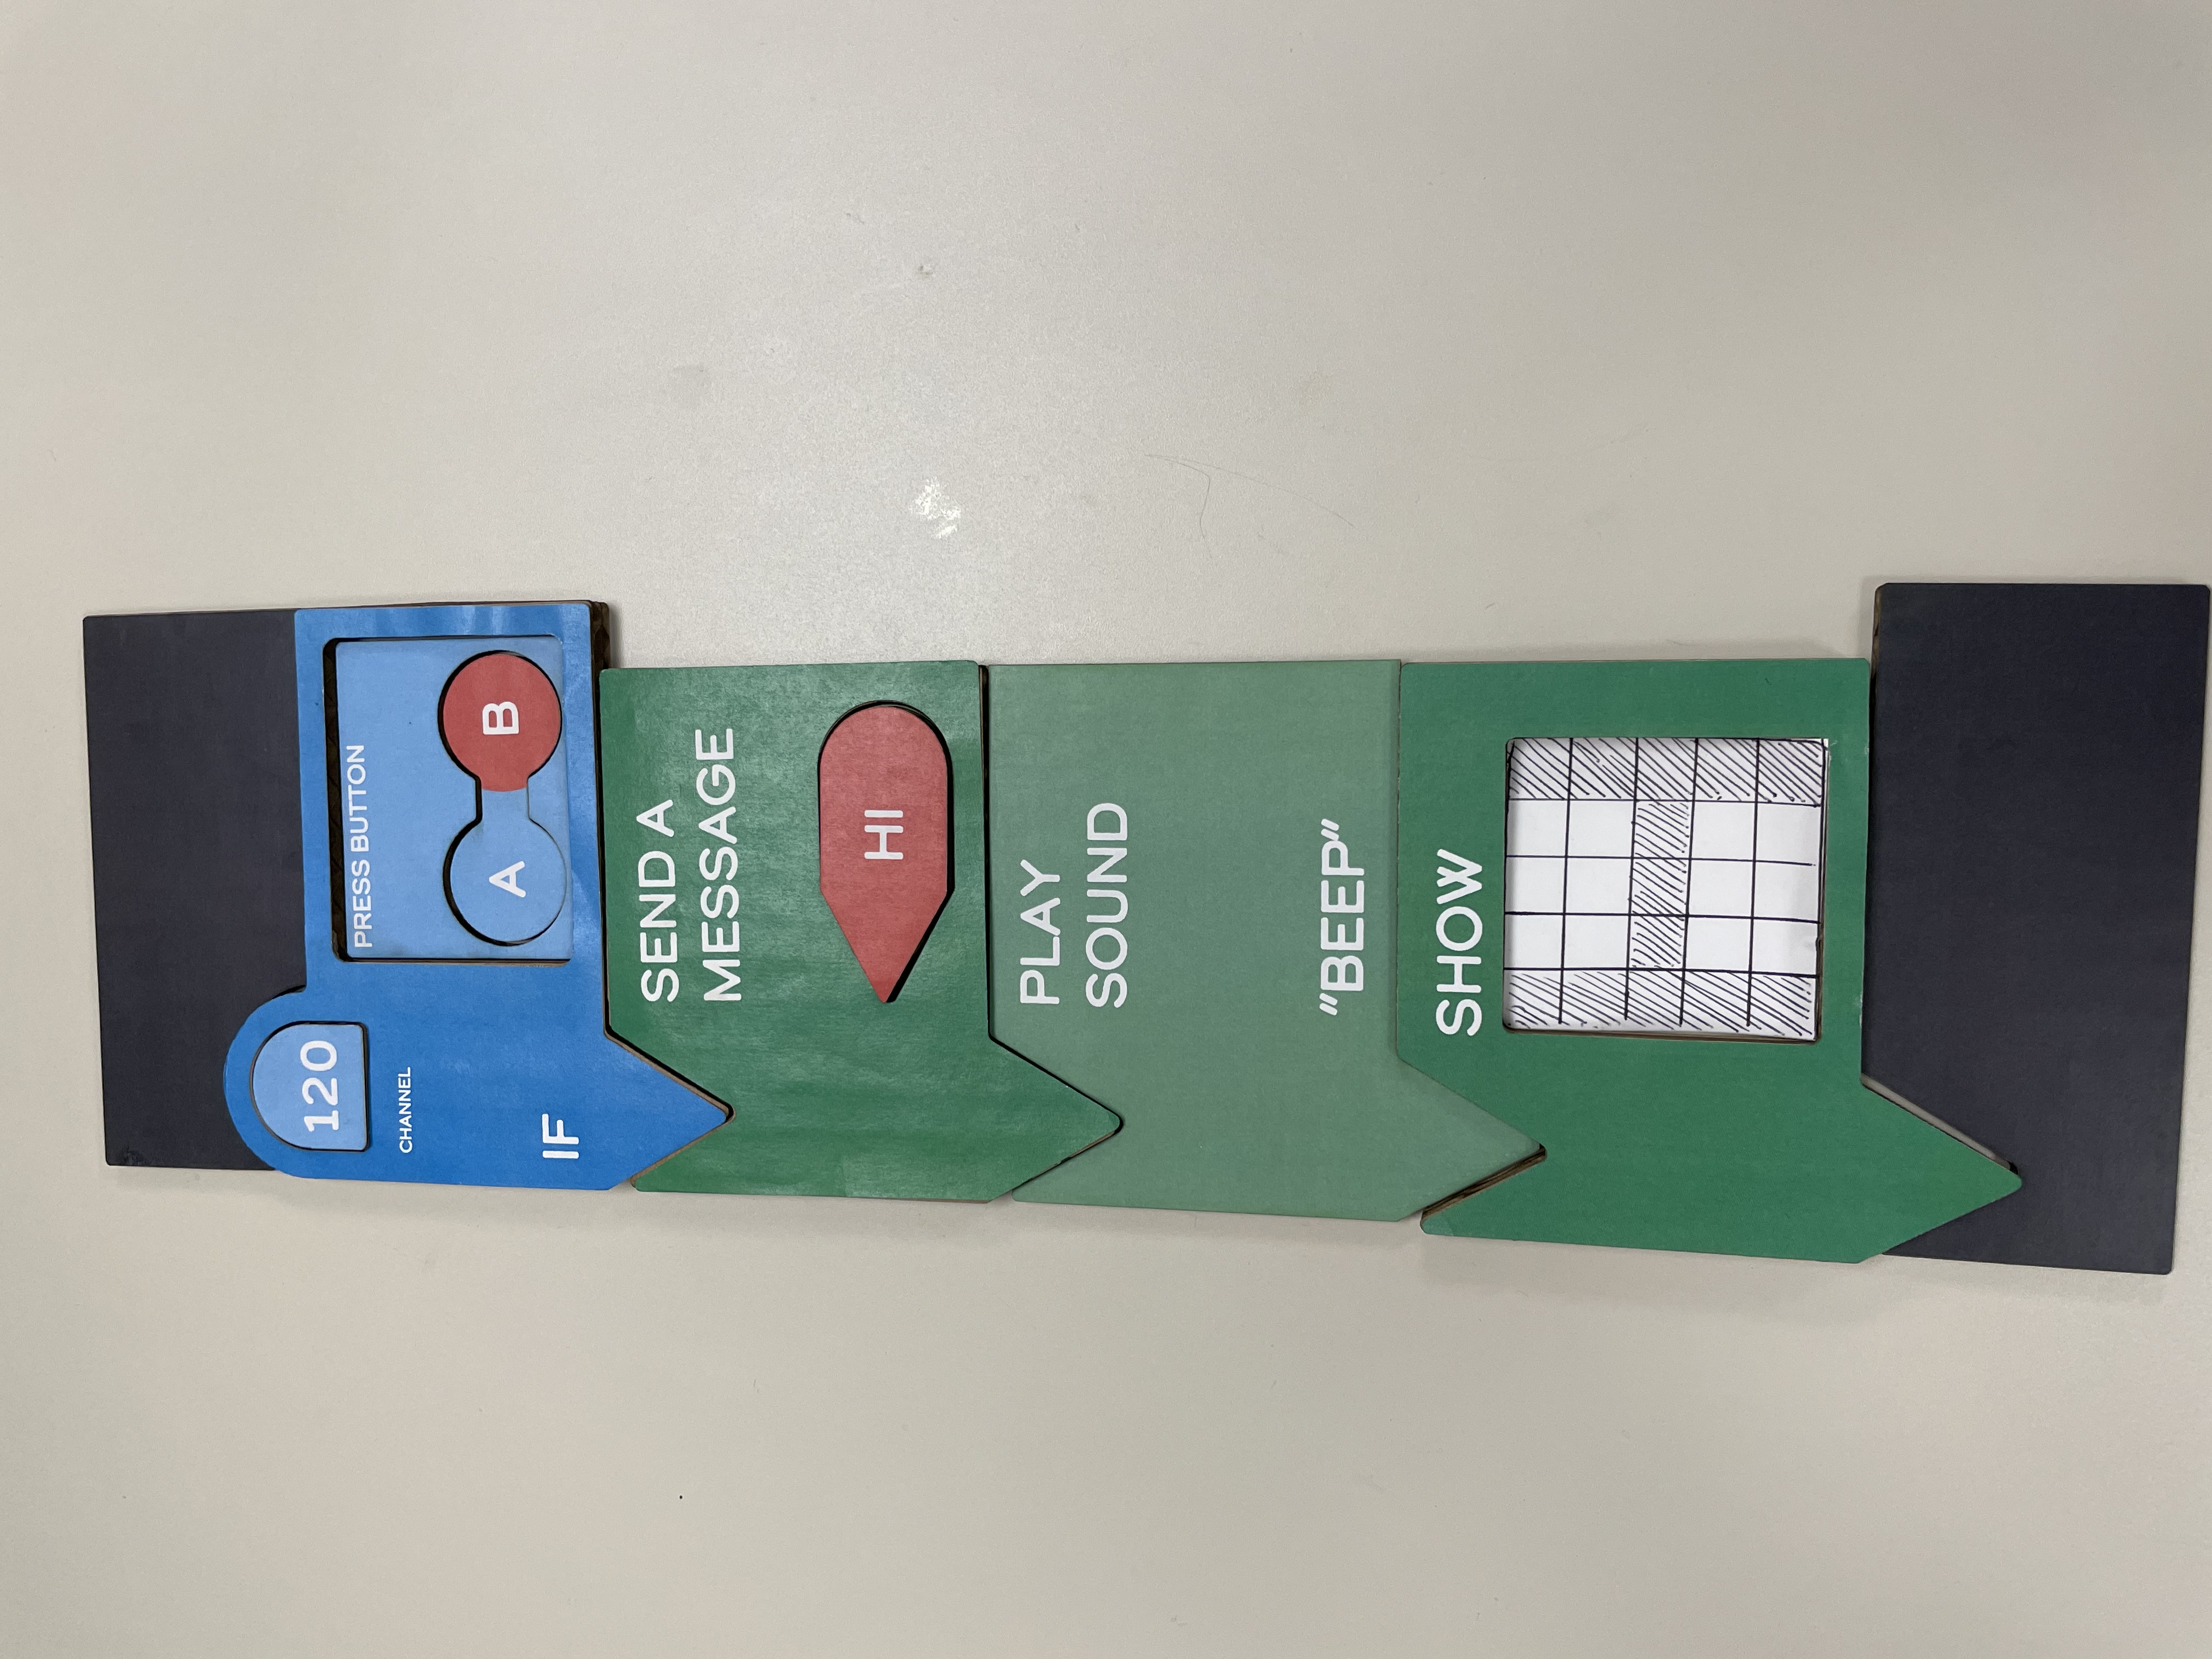 120
CHANNEL
PRESS BUTTON
A B
IF
SEND A
MESSAGE
HI
PLAY
SOUND
"BEEP"
SHOW